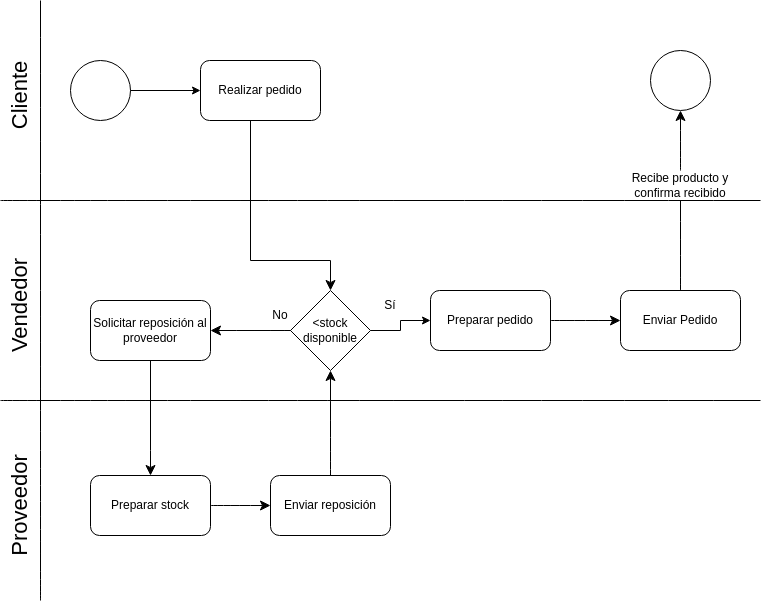 Cliente
Realizar pedido
Recibe producto y
confirma recibido
Vendedor
Solicitar reposición al
proveedor
No
<stock
disponible
Sí
Preparar pedido
Enviar Pedido
Proveedor
Preparar stock
Enviar reposición